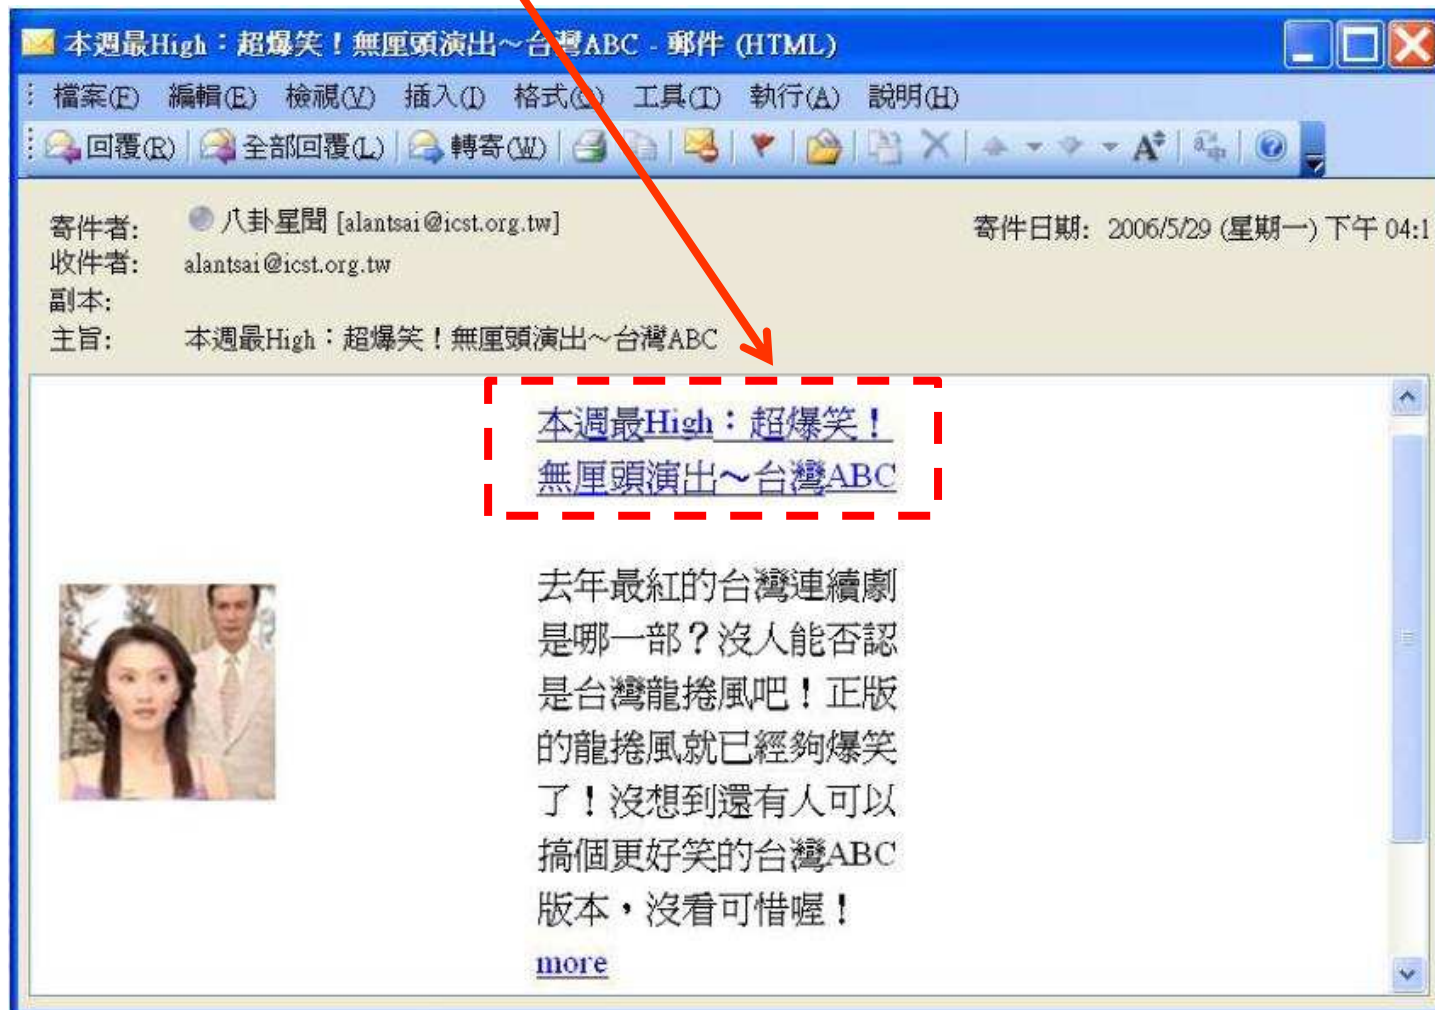 本週最High：超爆笑！無厘頭演出～台灣ABC - 郵件 (HTML)
檔案(F) 編輯(E) 檢視(V) 插入(I) 格式(O) 工具(T) 執行(A) 說明(H)
回覆(R) 全部回覆(L) 轉寄(W)
寄件者: 八卦星聞 [alantsai@icst.org.tw] 寄件日期: 2006/5/29 (星期一) 下午 04:1
收件者: alantsai@icst.org.tw
副本:
主旨: 本週最High：超爆笑！無厘頭演出～台灣ABC
本週最High：超爆笑！
無厘頭演出～台灣ABC
去年最紅的台灣連續劇
是哪一部？沒人能否認
是台灣龍捲風吧！正版
的龍捲風就已經夠爆笑
了！沒想到還有人可以
搞個更好笑的台灣ABC
版本，沒看可惜喔！
more